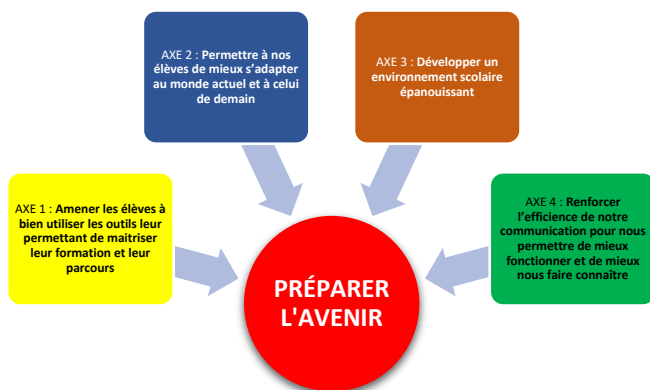 AXE 2 : Permettre à nos
élèves de mieux s'adapter
au monde actuel et à celui
de demain
AXE 3 : Développer un
environnement scolaire
épanouissant
AXE 1 : Amener les élèves à
bien utiliser les outils leur
permettant de maitriser
leur formation et leur
parcours
AXE 4 : Renforcer
l'efficience de notre
communication pour nous
permettre de mieux
fonctionner et de mieux
nous faire connaître
PRÉPARER
L'AVENIR